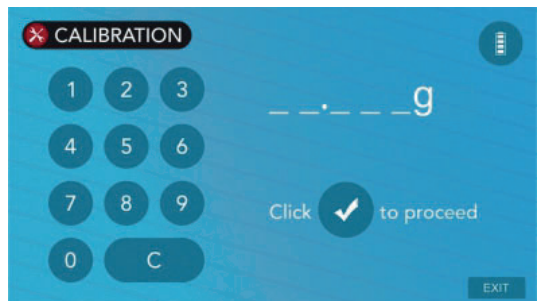 CALIBRATION
1 2 3
_ _._ _ _g
4 5 6
7 8 9
Click to proceed
0 C
EXIT